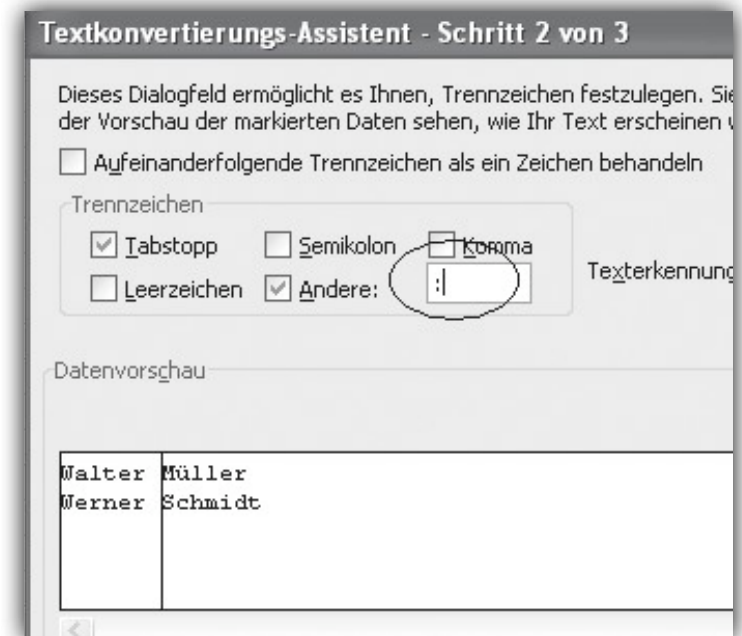 Textkonvertierungs-Assistent - Schritt 2 von 3
Dieses Dialogfeld ermöglicht es Ihnen, Trennzeichen festzulegen. Sie
der Vorschau der markierten Daten sehen, wie Ihr Text erscheinen
Aufeinanderfolgende Trennzeichen als ein Zeichen behandeln
Trennzeichen
Tabstopp Semikolon Komma
Leerzeichen Andere: : Texterkennung
Datenvorschau
Walter Müller
Werner Schmidt